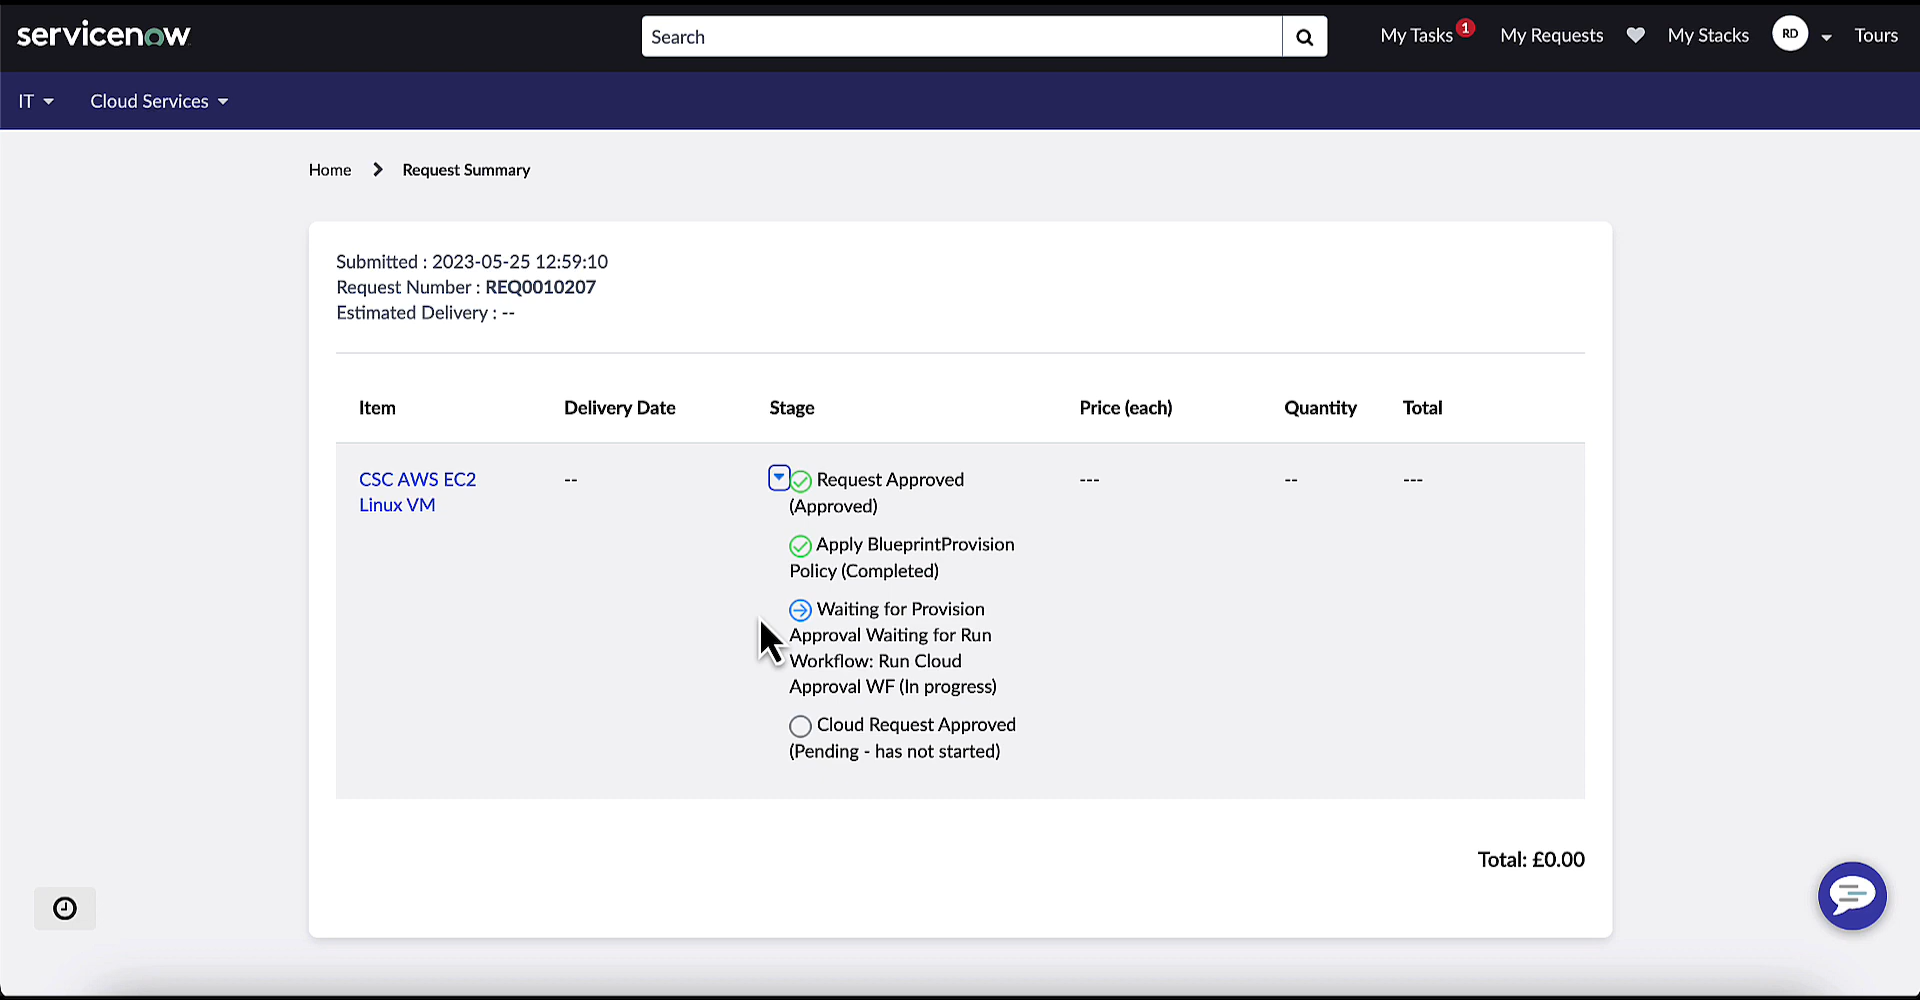 servicenow
Search
My Tasks 1
My Requests
My Stacks
RD
Tours
IT
Cloud Services
Home
Request Summary
Submitted : 2023-05-25 12:59:10
Request Number : REQ0010207
Estimated Delivery : --
Item
Delivery Date
Stage
Price (each)
Quantity
Total
CSC AWS EC2
Linux VM
--
Request Approved
(Approved)
Apply BlueprintProvision
Policy (Completed)
Waiting for Provision
Approval Waiting for Run
Workflow: Run Cloud
Approval WF (In progress)
Cloud Request Approved
(Pending - has not started)
---
--
---
Total: £0.00